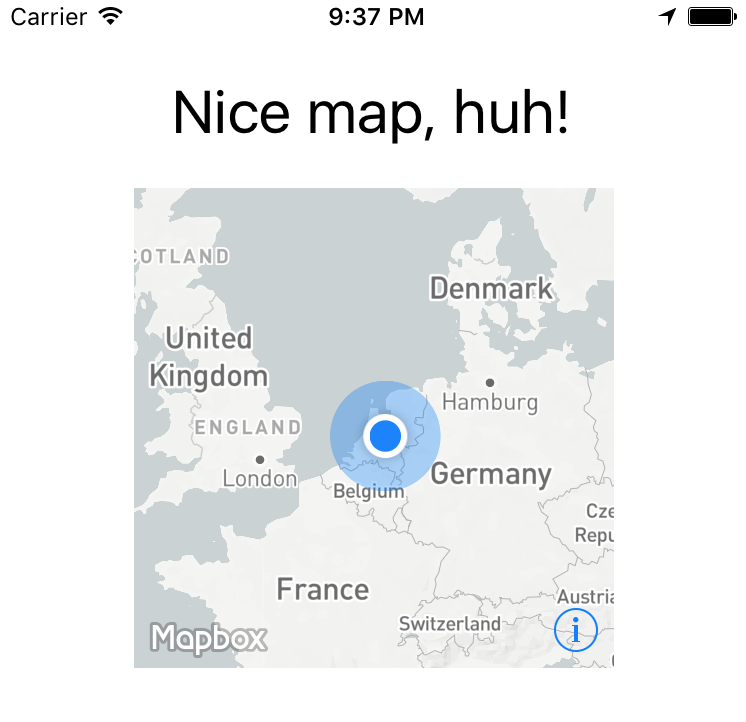 Carrier 9:37 PM
Nice map, huh!
COTLAND
Denmark
United
Kingdom
Hamburg
ENGLAND
London
Germany
Belgium
Cze
Repu
France
Austria
Switzerland
Mapbox
i